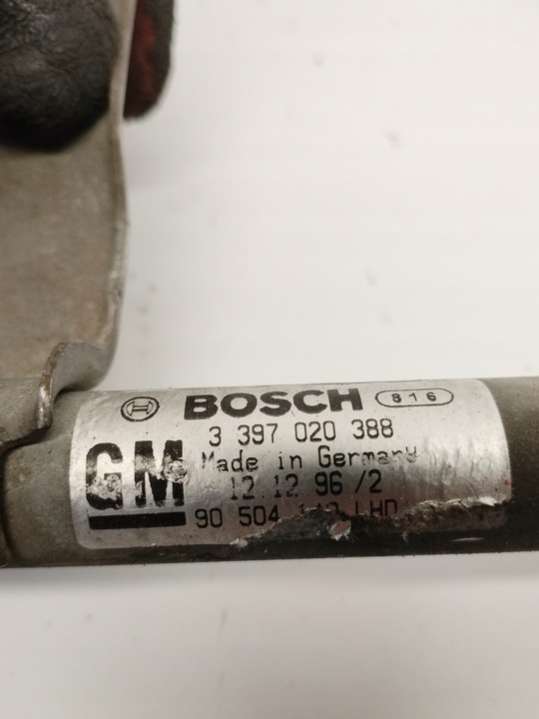 BOSCH 816
3 397 020 388
GM Made in Germany
12.12.96/2
90 504 LHD